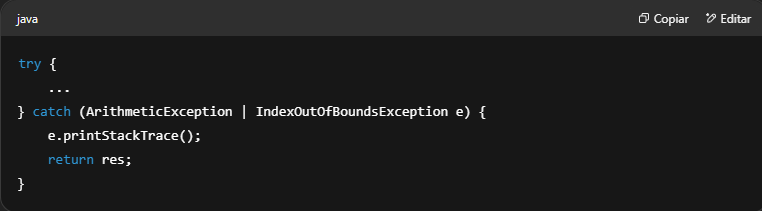 java Copiar Editar
try {
    ...
} catch (ArithmeticException | IndexOutOfBoundsException e) {
    e.printStackTrace();
    return res;
}